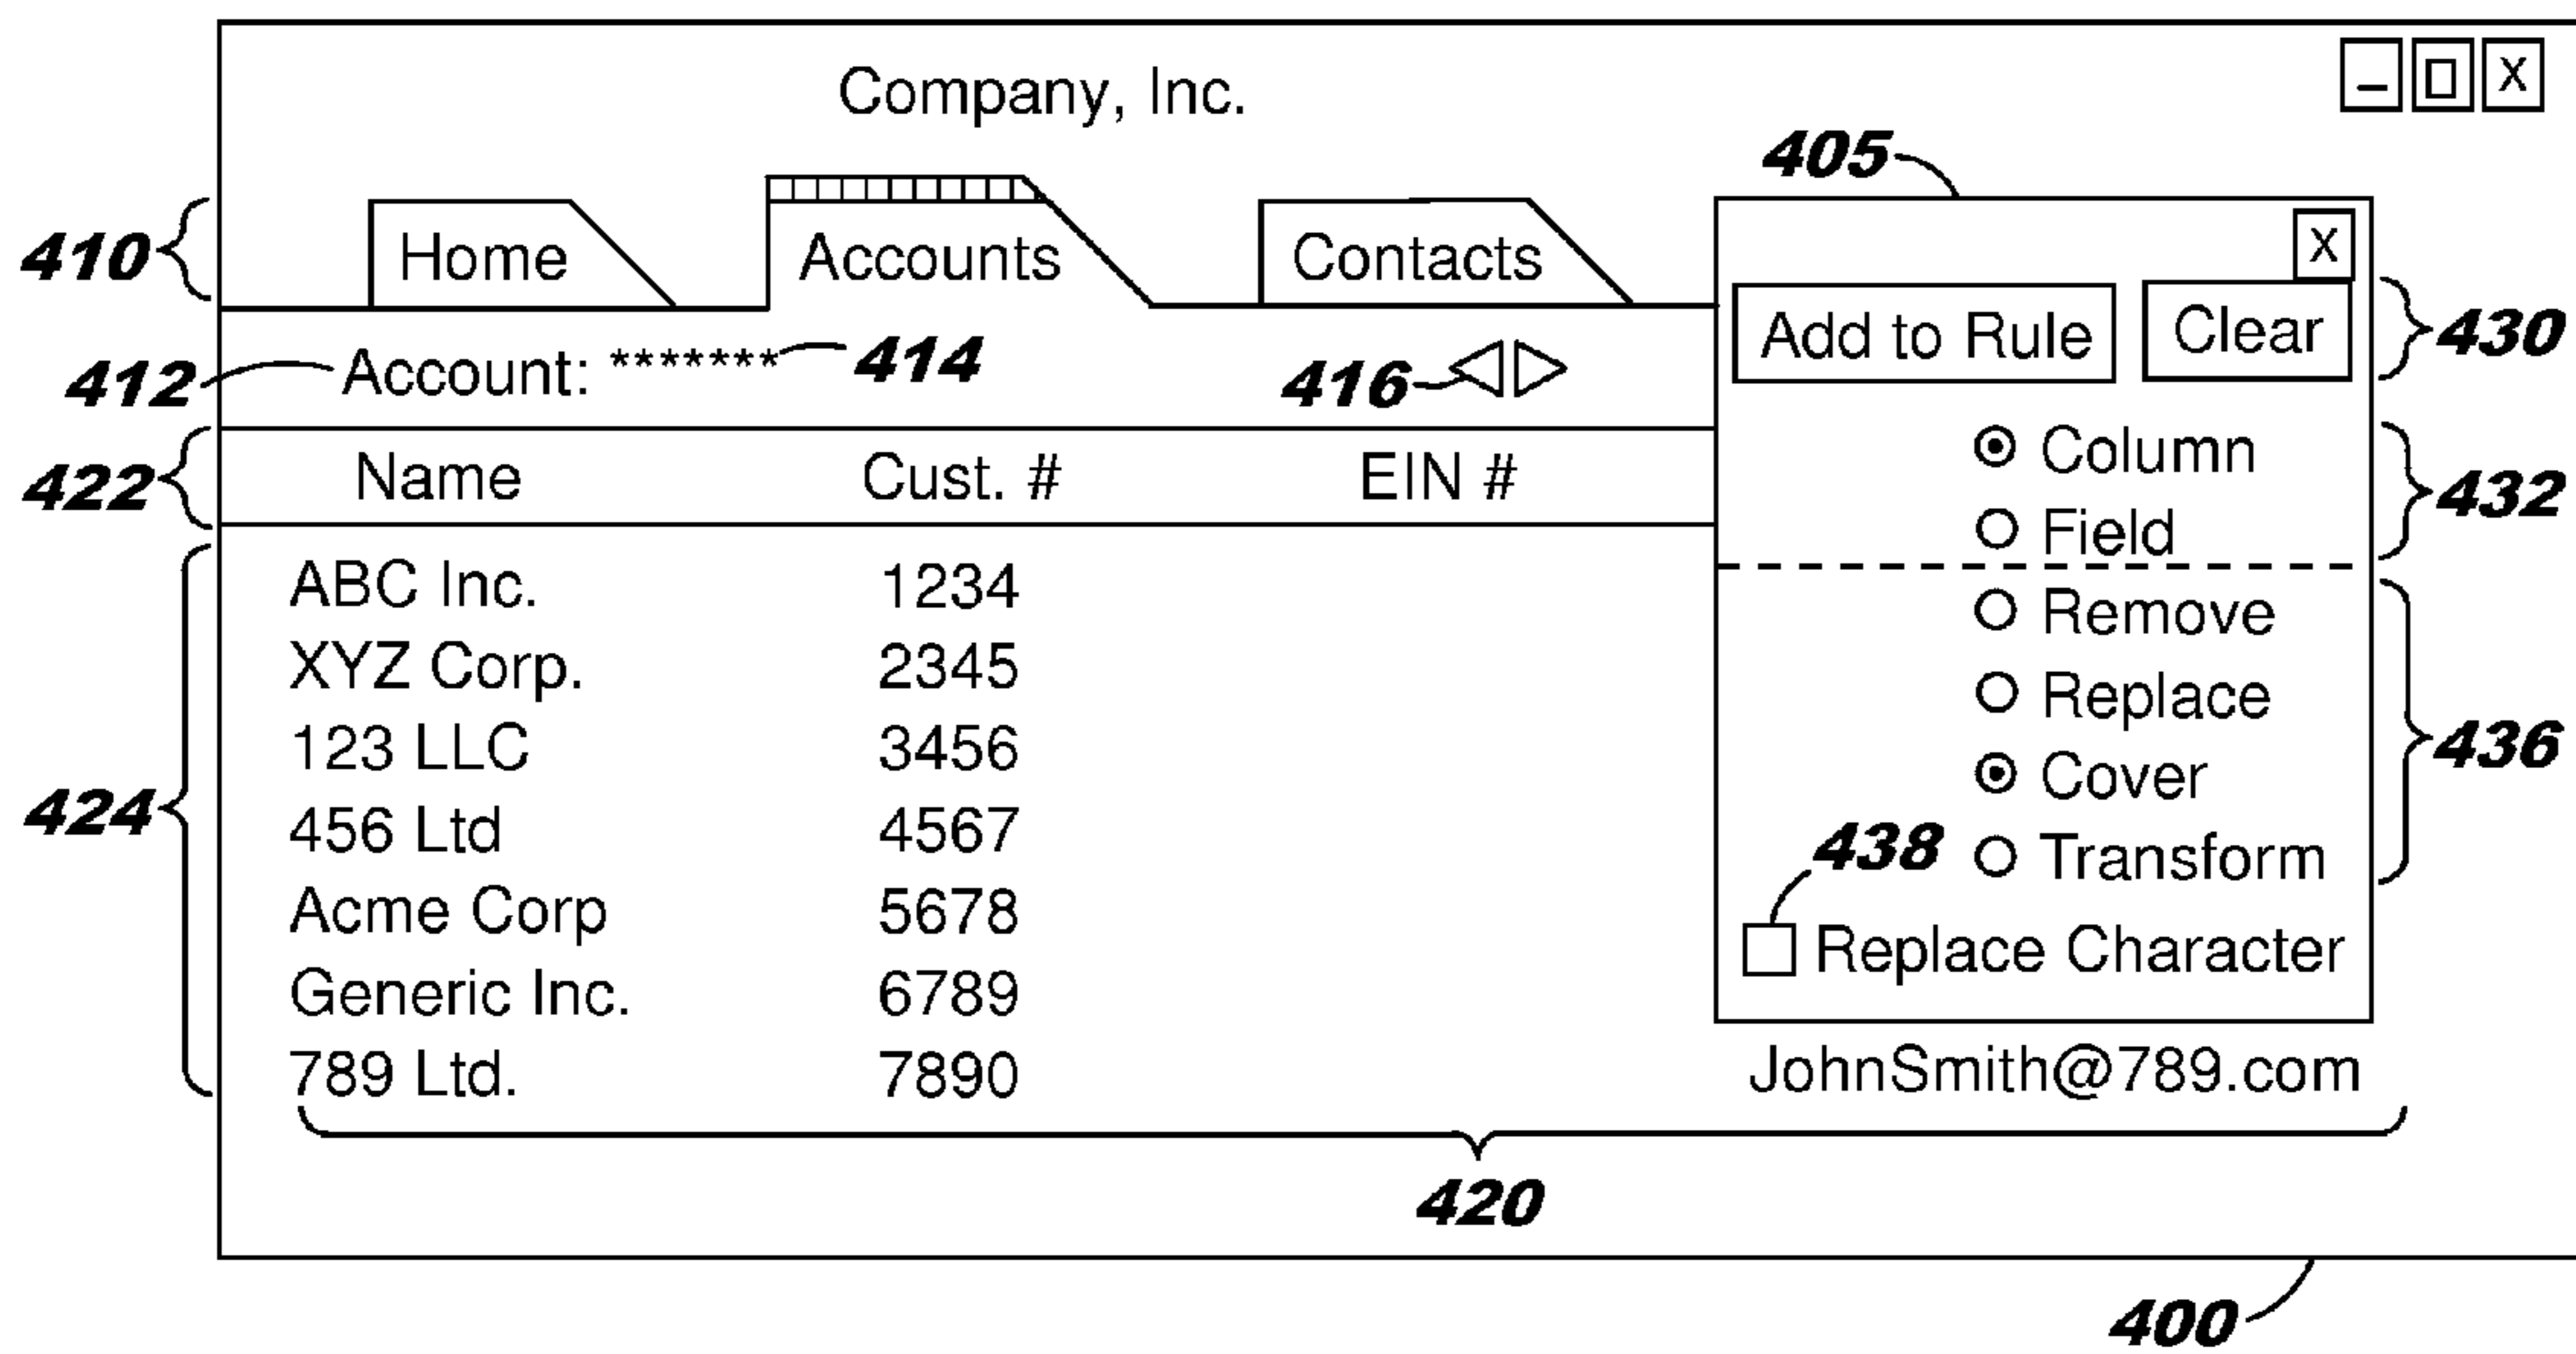 Company, Inc.
– X
405
410 Home Accounts Contacts X
Add to Rule Clear 430
412 Account: ******* 414 416
Column
422 Name Cust. # EIN # 432
Field
ABC Inc. 1234 Remove
XYZ Corp. 2345 Replace
123 LLC 3456 Cover 436
424 456 Ltd 4567 438 Transform
Acme Corp 5678 Replace Character
Generic Inc. 6789
789 Ltd. 7890 JohnSmith@789.com
420
400